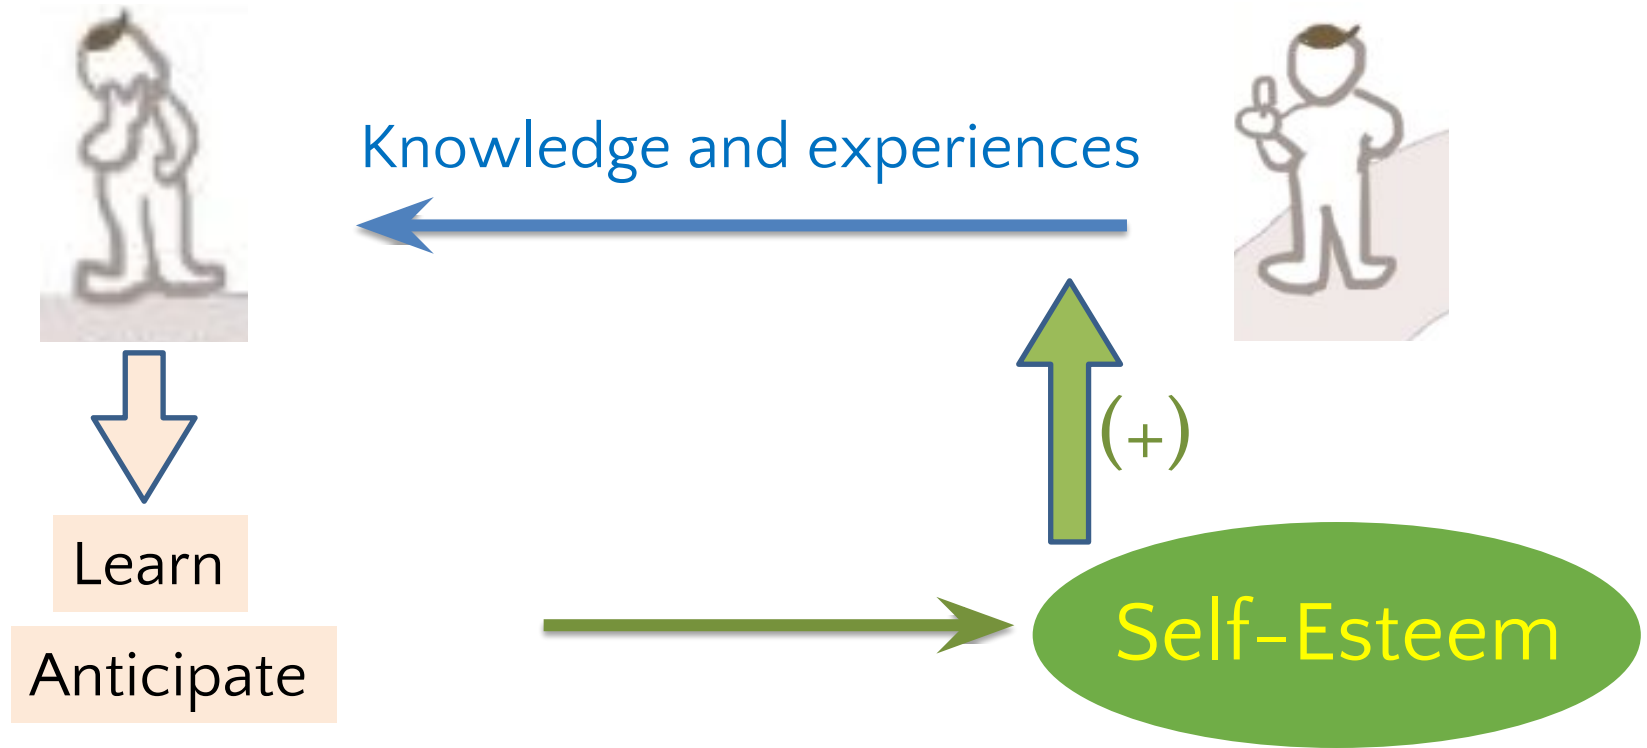 Knowledge and experiences
(+)
Learn
Self-Esteem
Anticipate